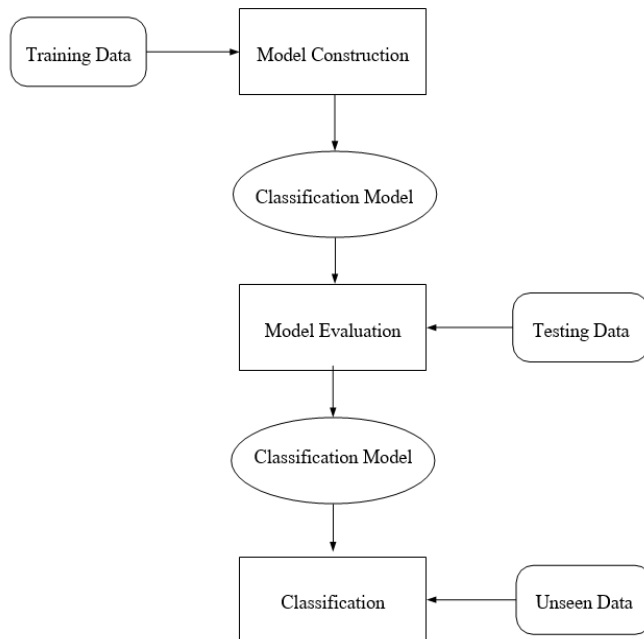 Training Data
Model Construction
Classification Model
Model Evaluation
Testing Data
Classification Model
Classification
Unseen Data